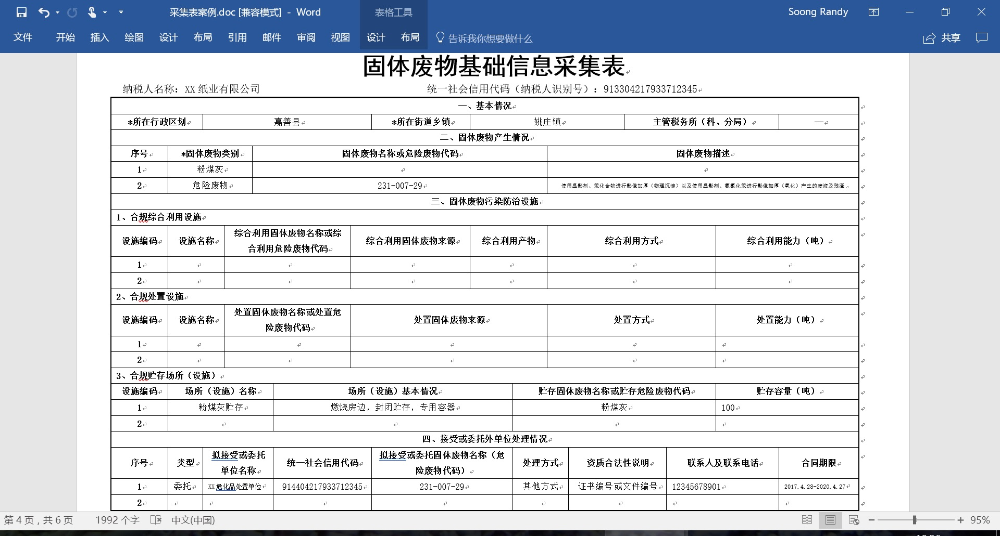 采集表案例.doc [兼容模式] - Word
表格工具
Soong Randy
文件 开始 插入 绘图 设计 布局 引用 邮件 审阅 视图 设计 布局 告诉我你想要做什么 共享
固体废物基础信息采集表
纳税人名称：XX 纸业有限公司 统一社会信用代码（纳税人识别号）：913304217933712345
一、基本情况
*所在行政区划 嘉善县 *所在街道乡镇 姚庄镇 主管税务所（科、分局） —
二、固体废物产生情况
序号 *固体废物类别 固体废物名称或危险废物代码 固体废物描述
1 粉煤灰
2 危险废物 231-007-29 使用显影剂、汞化合物进行影像加厚（物理沉淀）以及使用显影剂、氨氯化汞进行影像加厚（氧化）产生的废液及残渣
三、固体废物污染防治设施
1、合规综合利用设施
设施编码 设施名称 综合利用固体废物名称或综合利用危险废物代码 综合利用固体废物来源 综合利用产物 综合利用方式 综合利用能力（吨）
1
2
2、合规处置设施
设施编码 设施名称 处置固体废物名称或处置危险废物代码 处置固体废物来源 处置方式 处置能力（吨）
1
2
3、合规贮存场所（设施）
设施编码 场所（设施）名称 场所（设施）基本情况 贮存固体废物名称或贮存危险废物代码 贮存容量（吨）
1 粉煤灰贮存 燃烧房边，封闭贮存，专用容器 粉煤灰 100
2
四、接受或委托外单位处理情况
序号 类型 拟接受或委托单位名称 统一社会信用代码 拟接受或委托固体废物名称（危险废物代码） 处理方式 资质合法性说明 联系人及联系电话 合同期限
1 委托 XX危化品处置单位 914404217933712345 231-007-29 其他方式 证书编号或文件编号 12345678901 2017.4.28-2020.4.27
2
第 4 页，共 6 页 1992 个字 中文(中国) 95%